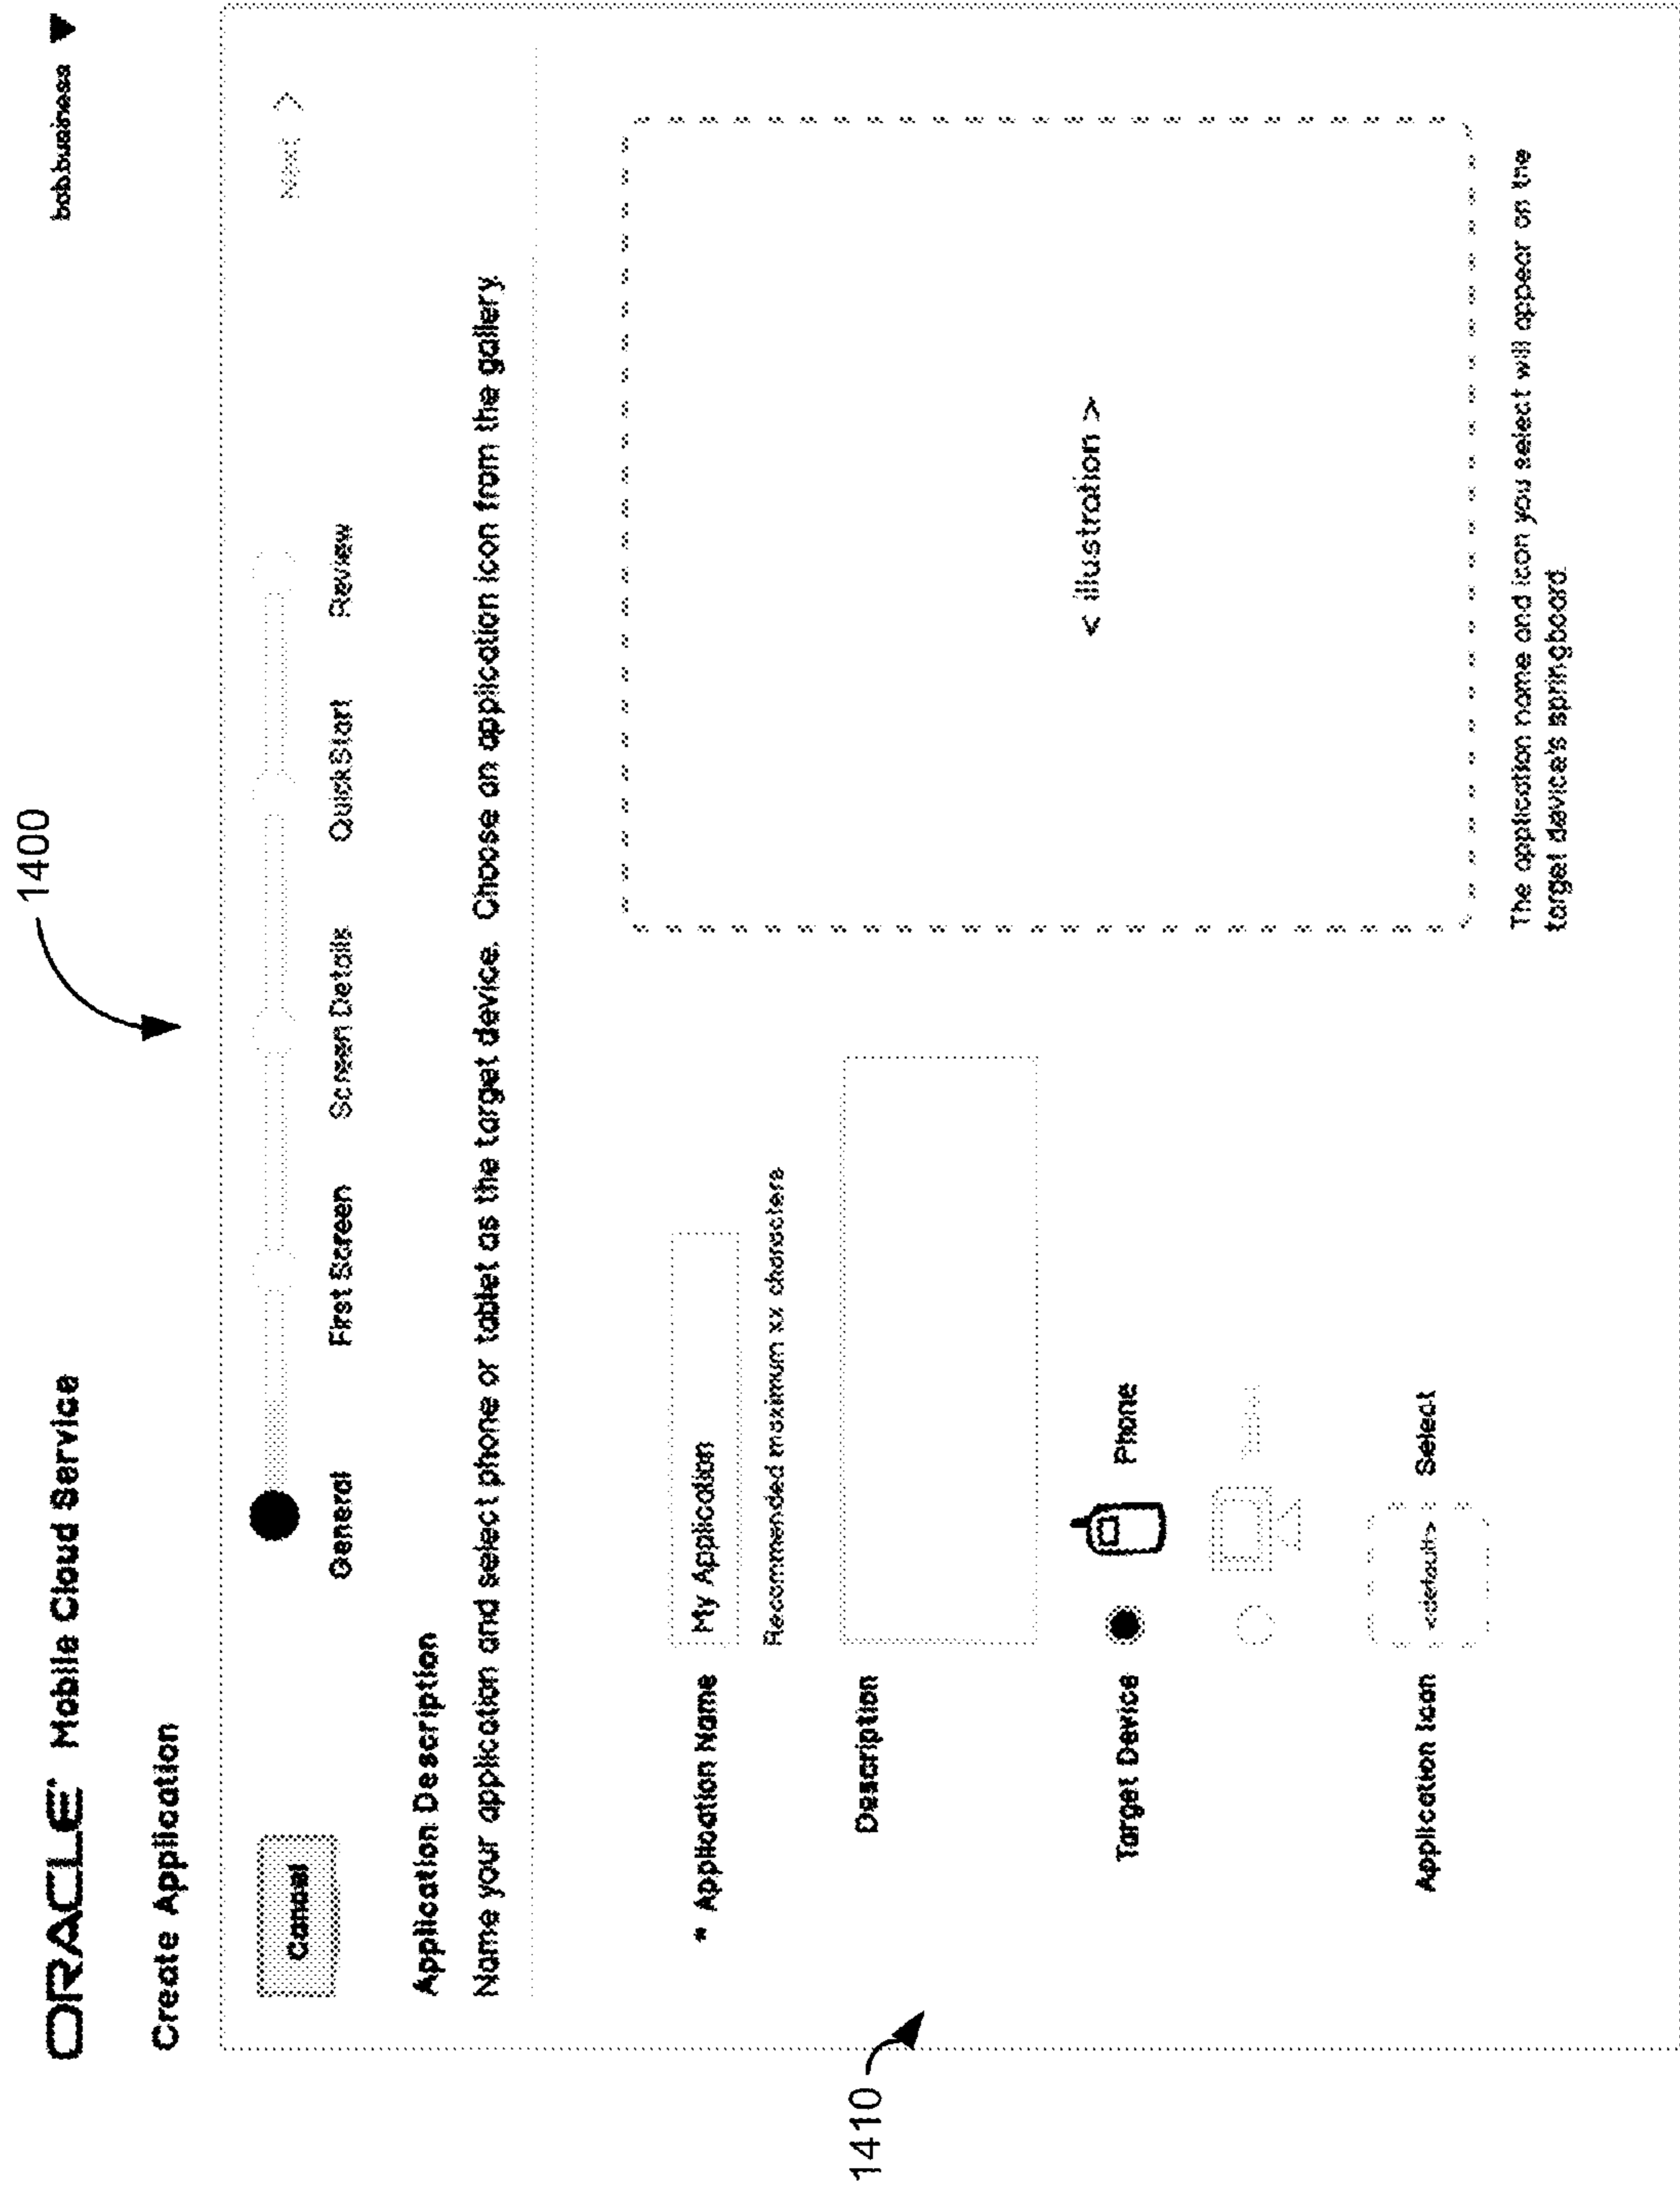 1400
ORACLE Mobile Cloud Service
bobbusiness
Create Application
Cancel
Next >
General
First Screen
Screen Details
QuickStart
Review
Application Description
Name your application and select phone or tablet as the target device. Choose an application icon from the gallery.
* Application Name
My Application
Recommended maximum xx characters
Description
1410
Target Device
Phone
Application Icon
<default>
Select
< illustration >
The application name and icon you select will appear on the
target device's springboard.